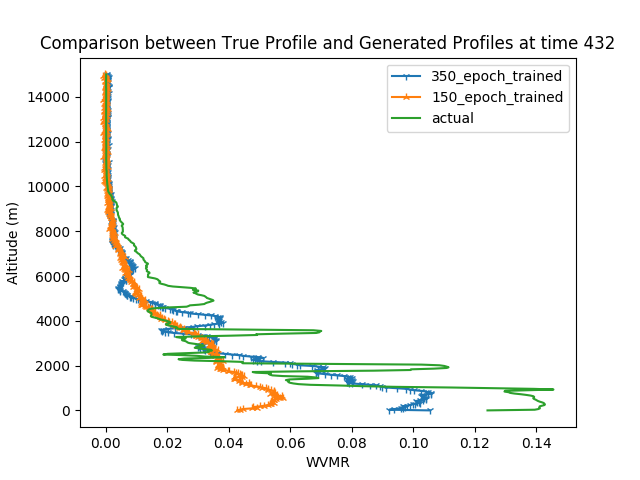 Comparison between True Profile and Generated Profiles at time 432
350_epoch_trained
150_epoch_trained
actual
14000
12000
10000
8000
6000
4000
2000
0
Altitude (m)
0.00 0.02 0.04 0.06 0.08 0.10 0.12 0.14
WVMR